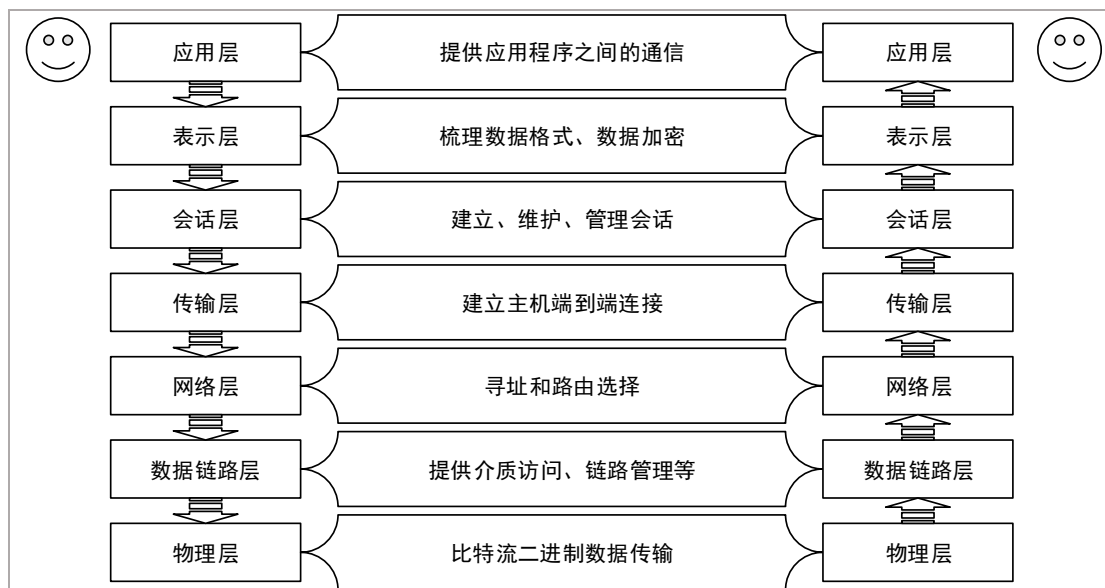 应用层 提供应用程序之间的通信 应用层
表示层 梳理数据格式、数据加密 表示层
会话层 建立、维护、管理会话 会话层
传输层 建立主机端到端连接 传输层
网络层 寻址和路由选择 网络层
数据链路层 提供介质访问、链路管理等 数据链路层
物理层 比特流二进制数据传输 物理层